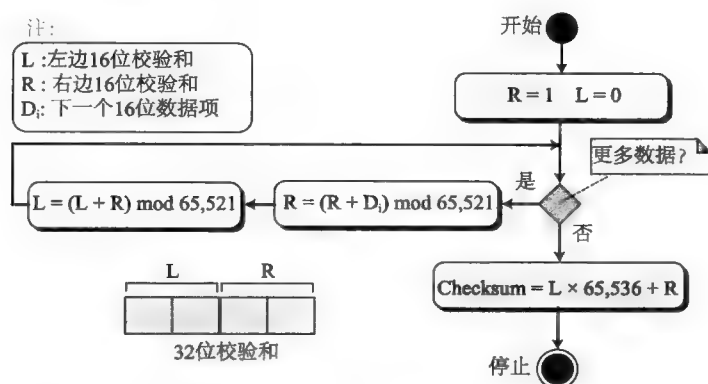 注:
L :左边16位校验和
R : 右边16位校验和
Di: 下一个16位数据项
开始
R = 1 L = 0
更多数据?
是
L = (L + R) mod 65,521
R = (R + Di) mod 65,521
否
L R
Checksum = L × 65,536 + R
32位校验和
停止